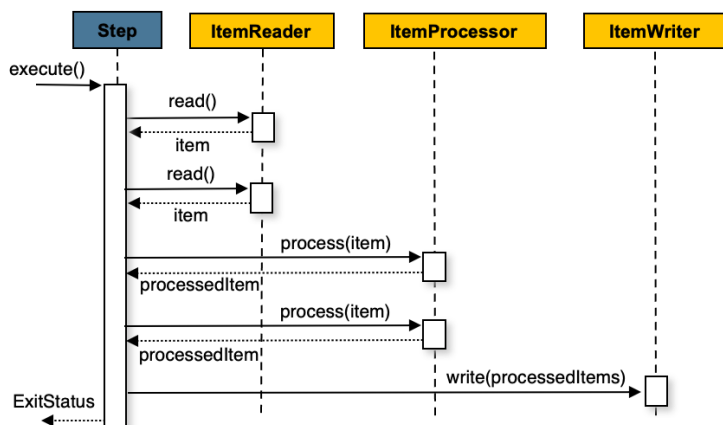 Step
ItemReader
ItemProcessor
ItemWriter
execute()
read()
item
read()
item
process(item)
processedItem
process(item)
processedItem
write(processedItems)
ExitStatus